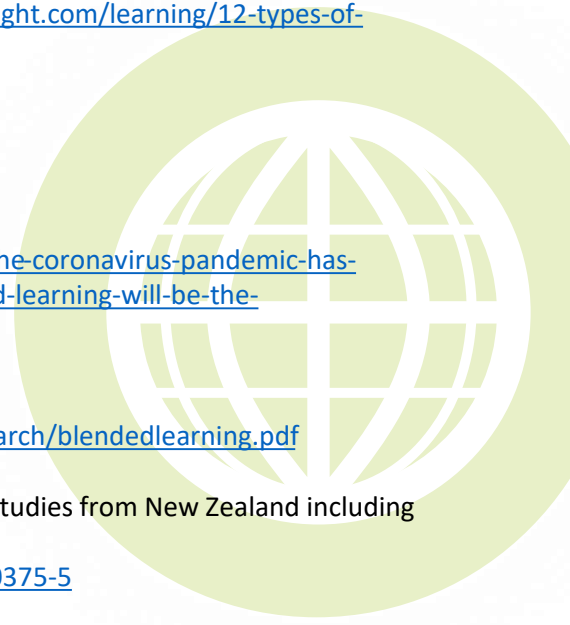 ght.com/learning/12-types-of-
he-coronavirus-pandemic-has-
d-learning-will-be-the-
arch/blendedlearning.pdf
tudies from New Zealand including
0375-5